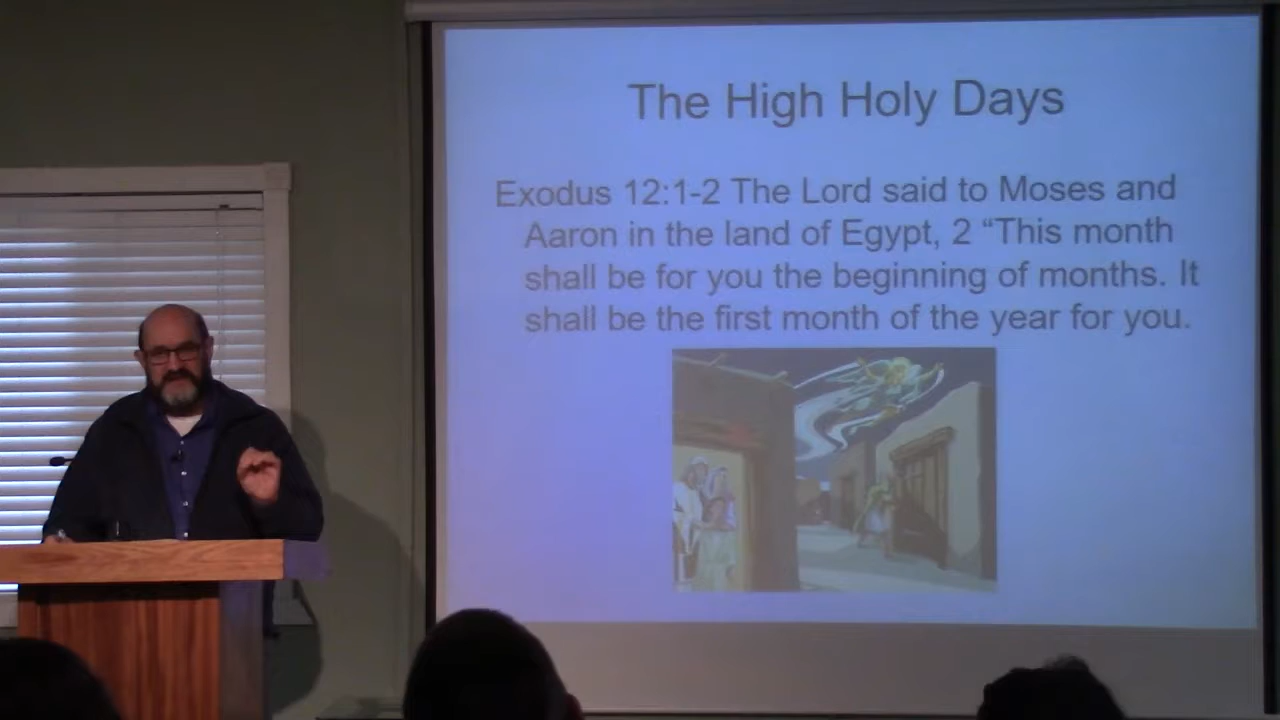 The High Holy Days
Exodus 12:1-2 The Lord said to Moses and
Aaron in the land of Egypt, 2 “This month
shall be for you the beginning of months. It
shall be the first month of the year for you.